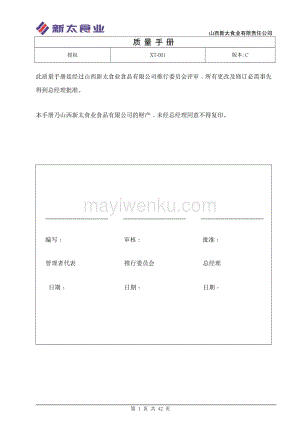 新太食业
山西新太食业有限责任公司
质 量 手 册
授权 XT-001 版本: C
此质量手册是经过山西新太食业食品有限公司推行委员会评审﹐所有更改及修订必需事先
得到总经理批准。
本手册乃山西新太食业食品有限公司的财产﹐未经总经理同意不得复印。
mayiwenku.com
编写﹕ 审核﹕ 批准﹕
管理者代表 推行委员会 总经理
日期﹕ 日期﹕ 日期﹕
第 1 页 共 42 页